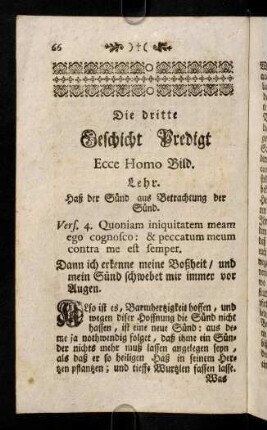 66 )†(
Die dritte
Geschicht Predigt
Ecce Homo Bild.
Lehr.
Haß der Sünd aus Betrachtung der
Sünd.
Vers. 4. Quoniam iniquitatem meam
ego cognosco: & peccatum meum
contra me est semper.
Dann ich erkenne meine Boßheit / und
mein Sünd schwebet mir immer vor
Augen.
Also ist es, Barmhertzigkeit hoffen, und
wegen diser Hoffnung die Sünd nicht
hassen, ist eine neue Sünd: aus de-
me ja nothwendig folget, daß ihme ein Sün-
der nichts mehr muß lassen angelegen seyn,
als daß er so heiligen Haß in seinem Her-
tzen pflantzen; und tieffe Wurtzlen fassen lasse.
Was